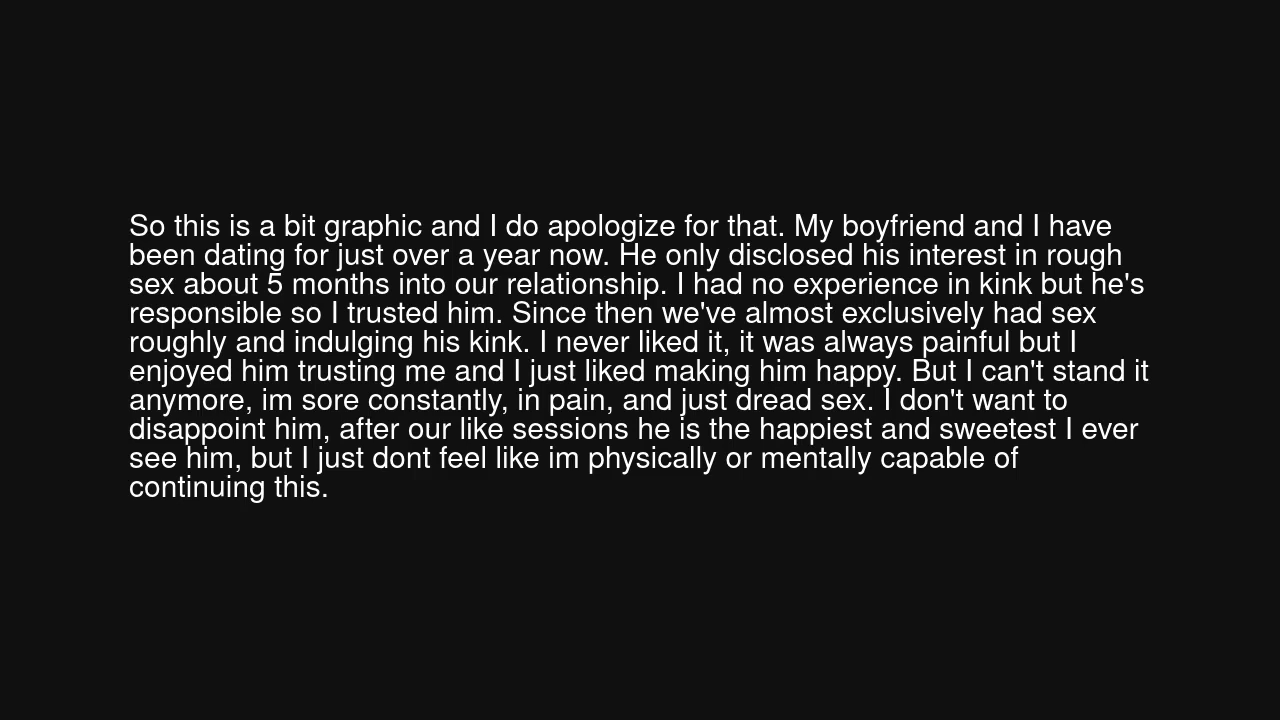 So this is a bit graphic and I do apologize for that. My boyfriend and I have
been dating for just over a year now. He only disclosed his interest in rough
sex about 5 months into our relationship. I had no experience in kink but he's
responsible so I trusted him. Since then we've almost exclusively had sex
roughly and indulging his kink. I never liked it, it was always painful but I
enjoyed him trusting me and I just liked making him happy. But I can't stand it
anymore, im sore constantly, in pain, and just dread sex. I don't want to
disappoint him, after our like sessions he is the happiest and sweetest I ever
see him, but I just dont feel like im physically or mentally capable of
continuing this.